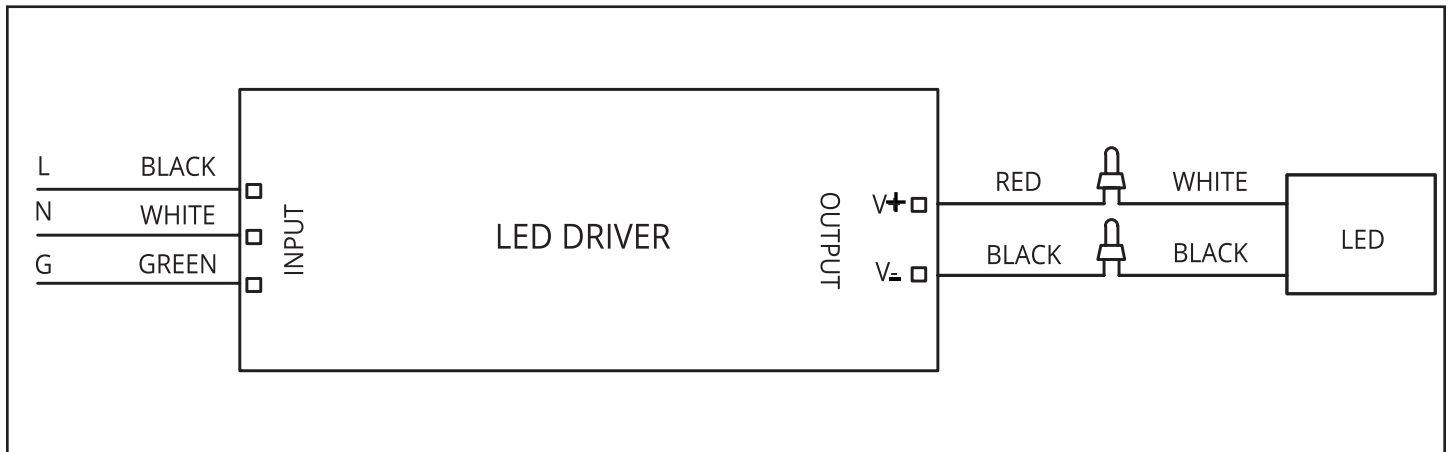 L BLACK
N WHITE
G GREEN
INPUT
LED DRIVER
OUTPUT
V+
V-
RED WHITE
BLACK BLACK
LED